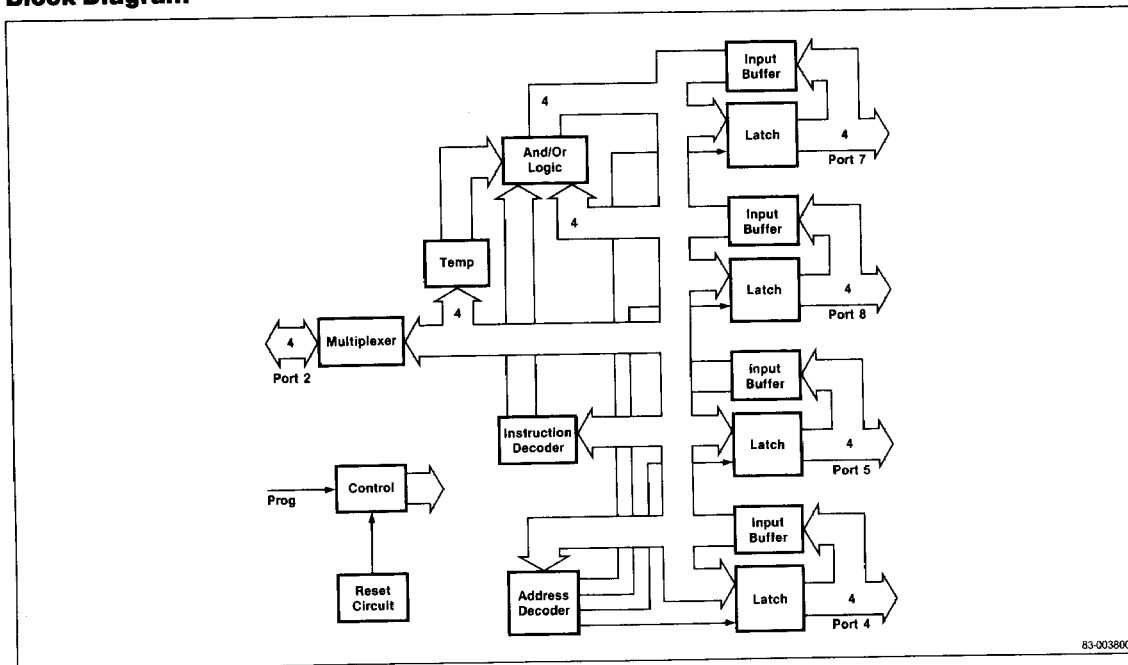 Block Diagram
Input
Buffer
4
Latch
4
Port 7
And/Or
Logic
4
Input
Buffer
Temp
Latch
4
Port 8
4
4
Multiplexer
Port 2
Input
Buffer
Instruction
Decoder
Latch
4
Port 5
Prog
Control
Input
Buffer
Reset
Circuit
Address
Decoder
Latch
4
Port 4
83-003800